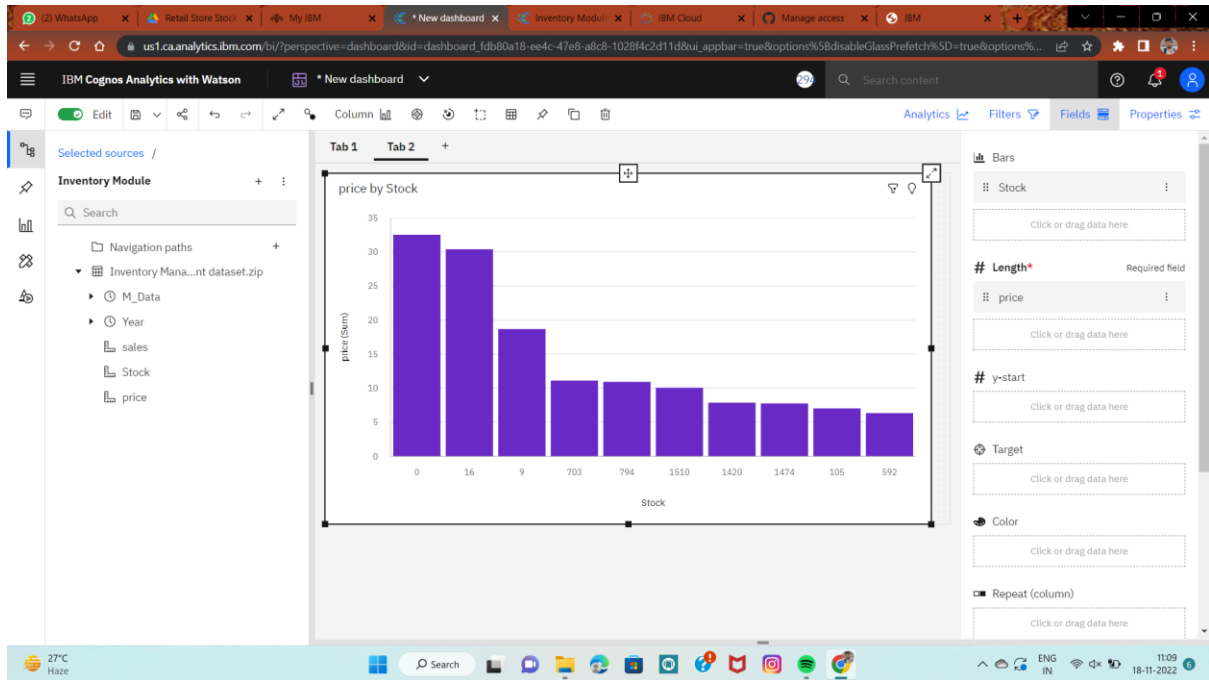 (2) WhatsApp
Retail Store Stock
My IBM
* New dashboard
Inventory Modul
IBM Cloud
Manage access
IBM
us1.ca.analytics.ibm.com/bi/?perspective=dashboard&id=dashboard_fdb80a18-ee4c-47e8-a8c8-1028f4c2d11d&ui_appbar=true&options%5BdisableGlassPrefetch%5D=true&options%...
IBM Cognos Analytics with Watson
* New dashboard
Search content
Edit
Column
Analytics
Filters
Fields
Properties
Selected sources /
Inventory Module
Search
Navigation paths
Inventory Mana...nt dataset.zip
M_Data
Year
sales
Stock
price
Tab 1
Tab 2
price by Stock
price (Sum)
35
30
25
20
15
10
5
0
0 16 9 703 794 1510 1420 1474 105 592
Stock
Bars
Stock
Click or drag data here
# Length* Required field
price
Click or drag data here
# y-start
Click or drag data here
Target
Click or drag data here
Color
Click or drag data here
Repeat (column)
Click or drag data here
27°C
Haze
Search
ENG
IN
11:09
18-11-2022
6